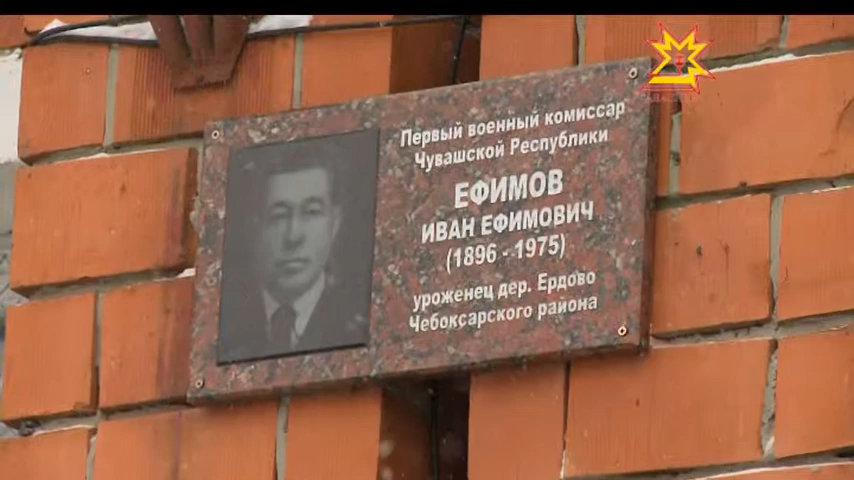 Первый военный комиссар
Чувашской Республики
ЕФИМОВ
ИВАН ЕФИМОВИЧ
(1896 - 1975)
уроженец дер. Ердово
Чебоксарского района